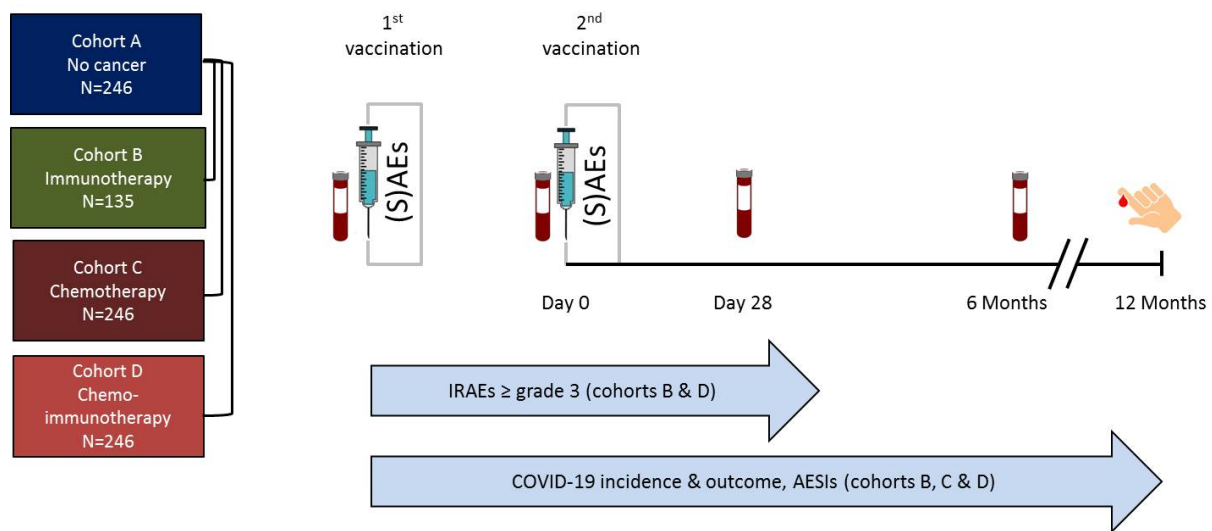 Cohort A
No cancer
N=246
Cohort B
Immunotherapy
N=135
Cohort C
Chemotherapy
N=246
Cohort D
Chemo-
immunotherapy
N=246
1st
vaccination
2nd
vaccination
(S)AEs
(S)AEs
Day 0
Day 28
6 Months
12 Months
IRAEs ≥ grade 3 (cohorts B & D)
COVID-19 incidence & outcome, AESIs (cohorts B, C & D)